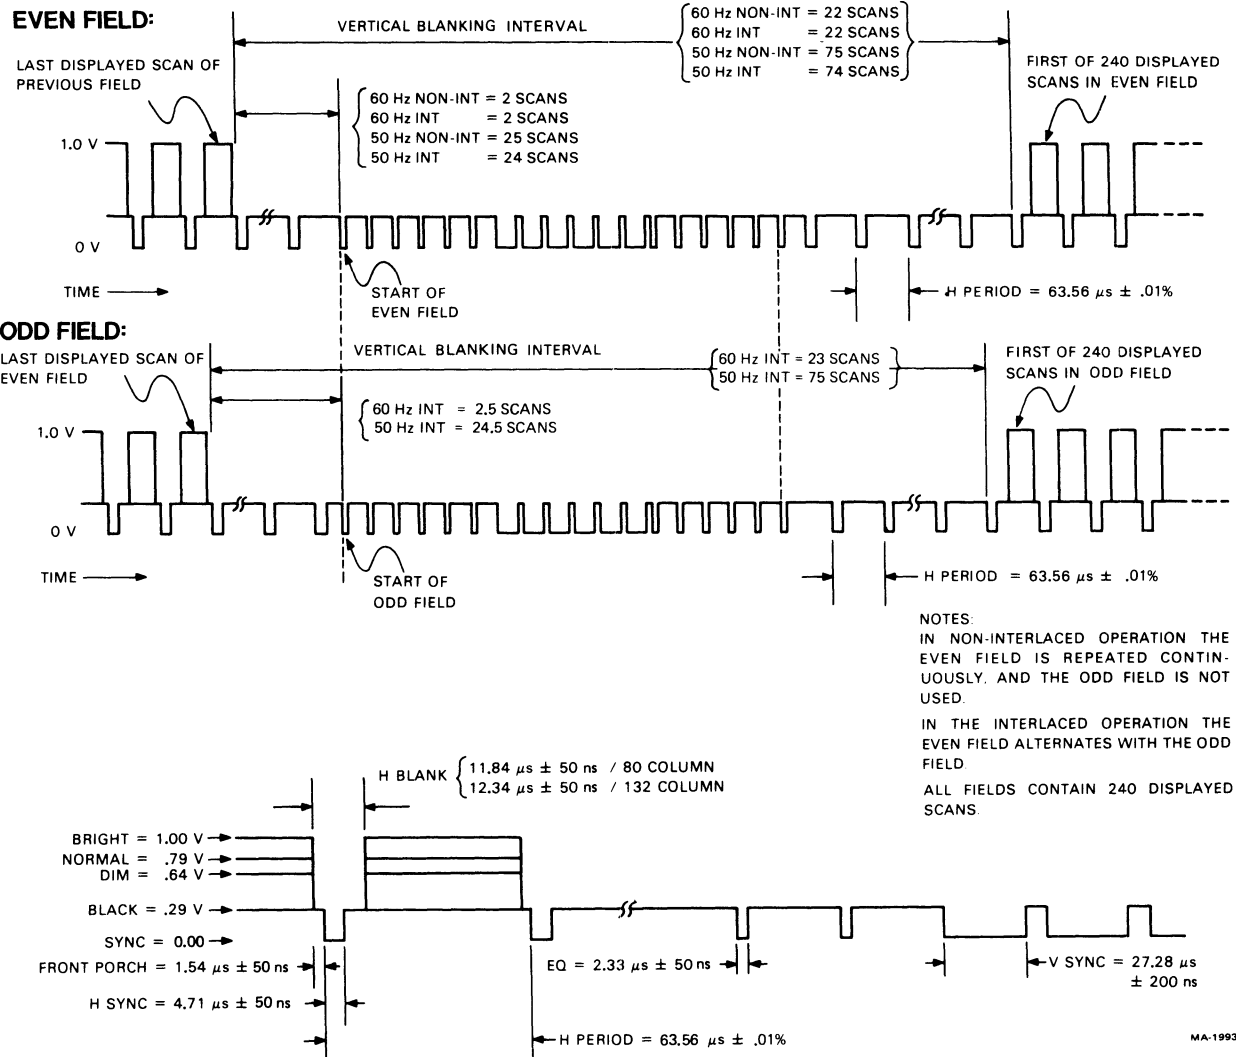 EVEN FIELD:
VERTICAL BLANKING INTERVAL
60 Hz NON-INT = 22 SCANS
60 Hz INT = 22 SCANS
50 Hz NON-INT = 75 SCANS
50 Hz INT = 74 SCANS
LAST DISPLAYED SCAN OF
PREVIOUS FIELD
FIRST OF 240 DISPLAYED
SCANS IN EVEN FIELD
60 Hz NON-INT = 2 SCANS
60 Hz INT = 2 SCANS
50 Hz NON-INT = 25 SCANS
50 Hz INT = 24 SCANS
1.0 V
0 V
TIME
START OF
EVEN FIELD
H PERIOD = 63.56 μs ± .01%
ODD FIELD:
LAST DISPLAYED SCAN OF
EVEN FIELD
VERTICAL BLANKING INTERVAL
60 Hz INT = 23 SCANS
50 Hz INT = 75 SCANS
FIRST OF 240 DISPLAYED
SCANS IN ODD FIELD
60 Hz INT = 2.5 SCANS
50 Hz INT = 24.5 SCANS
1.0 V
0 V
TIME
START OF
ODD FIELD
H PERIOD = 63.56 μs ± .01%
NOTES:
IN NON-INTERLACED OPERATION THE
EVEN FIELD IS REPEATED CONTIN-
UOUSLY, AND THE ODD FIELD IS NOT
USED.
IN THE INTERLACED OPERATION THE
EVEN FIELD ALTERNATES WITH THE ODD
FIELD.
ALL FIELDS CONTAIN 240 DISPLAYED
SCANS.
H BLANK
11.84 μs ± 50 ns / 80 COLUMN
12.34 μs ± 50 ns / 132 COLUMN
BRIGHT = 1.00 V
NORMAL = .79 V
DIM = .64 V
BLACK = .29 V
SYNC = 0.00
FRONT PORCH = 1.54 μs ± 50 ns
EQ = 2.33 μs ± 50 ns
V SYNC = 27.28 μs
± 200 ns
H SYNC = 4.71 μs ± 50 ns
H PERIOD = 63.56 μs ± .01%
MA-1993